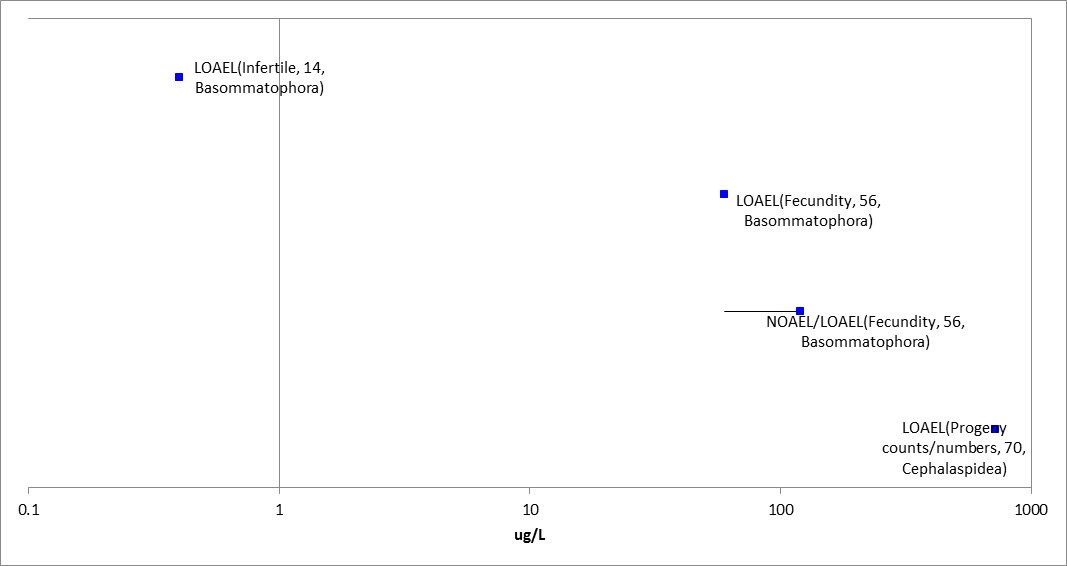 LOAEL(Infertile, 14,
Basommatophora)
LOAEL(Fecundity, 56,
Basommatophora)
NOAEL/LOAEL(Fecundity, 56,
Basommatophora)
LOAEL(Progeny
counts/numbers, 70,
Cephalaspidea)
0.1 1 10 100 1000
ug/L